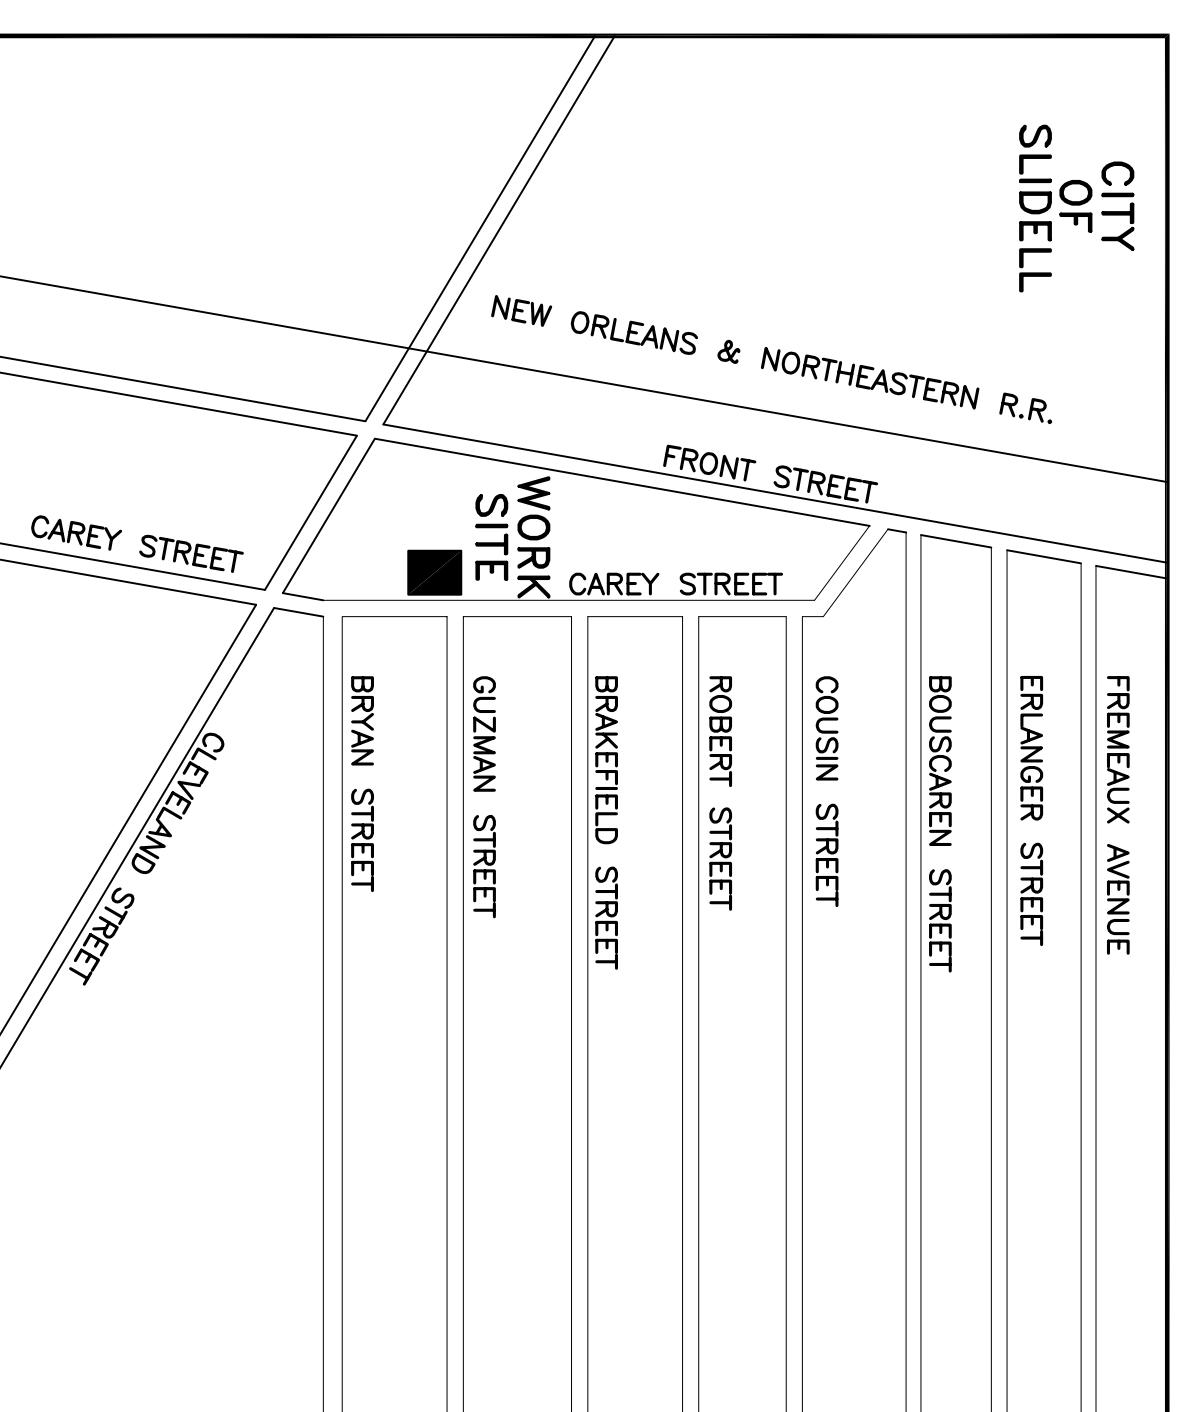 CITY
OF
SLIDELL
NEW ORLEANS & NORTHEASTERN R.R.
FRONT STREET
WORK
SITE
CAREY STREET
CAREY STREET
FREMEAUX AVENUE
ERLANGER STREET
BOUSCAREN STREET
COUSIN STREET
ROBERT STREET
BRAKEFIELD STREET
GUZMAN STREET
BRYAN STREET
CLEVELAND STREET